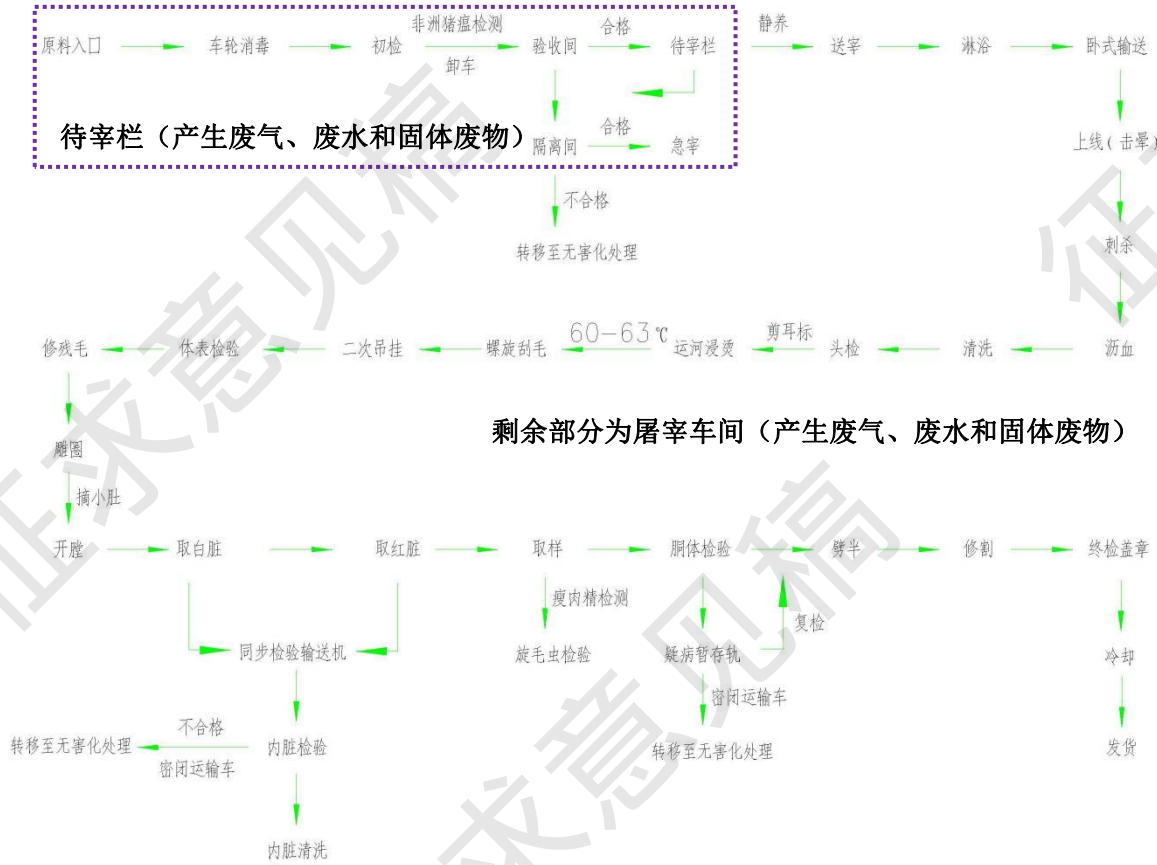 原料入口
车轮消毒
初检
非洲猪瘟检测
卸车
验收间
合格
待宰栏
静养
送宰
淋浴
卧式输送
待宰栏（产生废气、废水和固体废物）
隔离间
合格
急宰
上线(击晕)
不合格
转移至无害化处理
刺杀
修残毛
体表检验
二次吊挂
螺旋刮毛
60-63℃
运河浸烫
剪耳标
头检
清洗
沥血
剩余部分为屠宰车间（产生废气、废水和固体废物）
雕圈
摘小肚
开膛
取白脏
取红脏
取样
胴体检验
劈半
修割
终检盖章
瘦肉精检测
复检
同步检验输送机
旋毛虫检验
疑病暂存轨
冷却
密闭运输车
不合格
转移至无害化处理
密闭运输车
内脏检验
转移至无害化处理
发货
内脏清洗
征求意见稿
征求意见稿
征